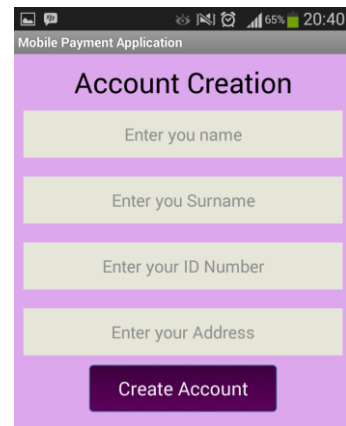 65% 20:40
Mobile Payment Application
Account Creation
Enter you name
Enter you Surname
Enter your ID Number
Enter your Address
Create Account